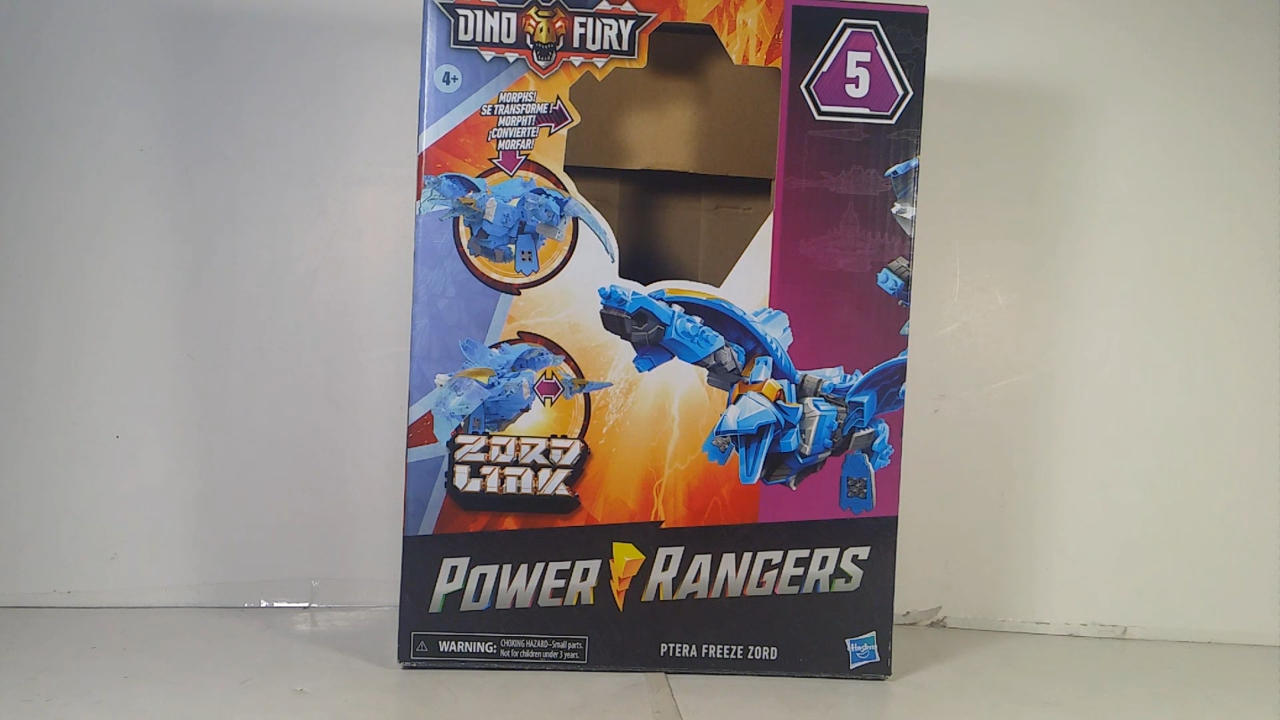 DINO FURY
4+
5
MORPHS!
SE TRANSFORME!
MORPHT!
¡CONVIERTE!
MORFAR!
ZORD
LINK
POWER RANGERS
WARNING: CHOKING HAZARD–Small parts.
Not for children under 3 years.
PTERA FREEZE ZORD
Hasbro